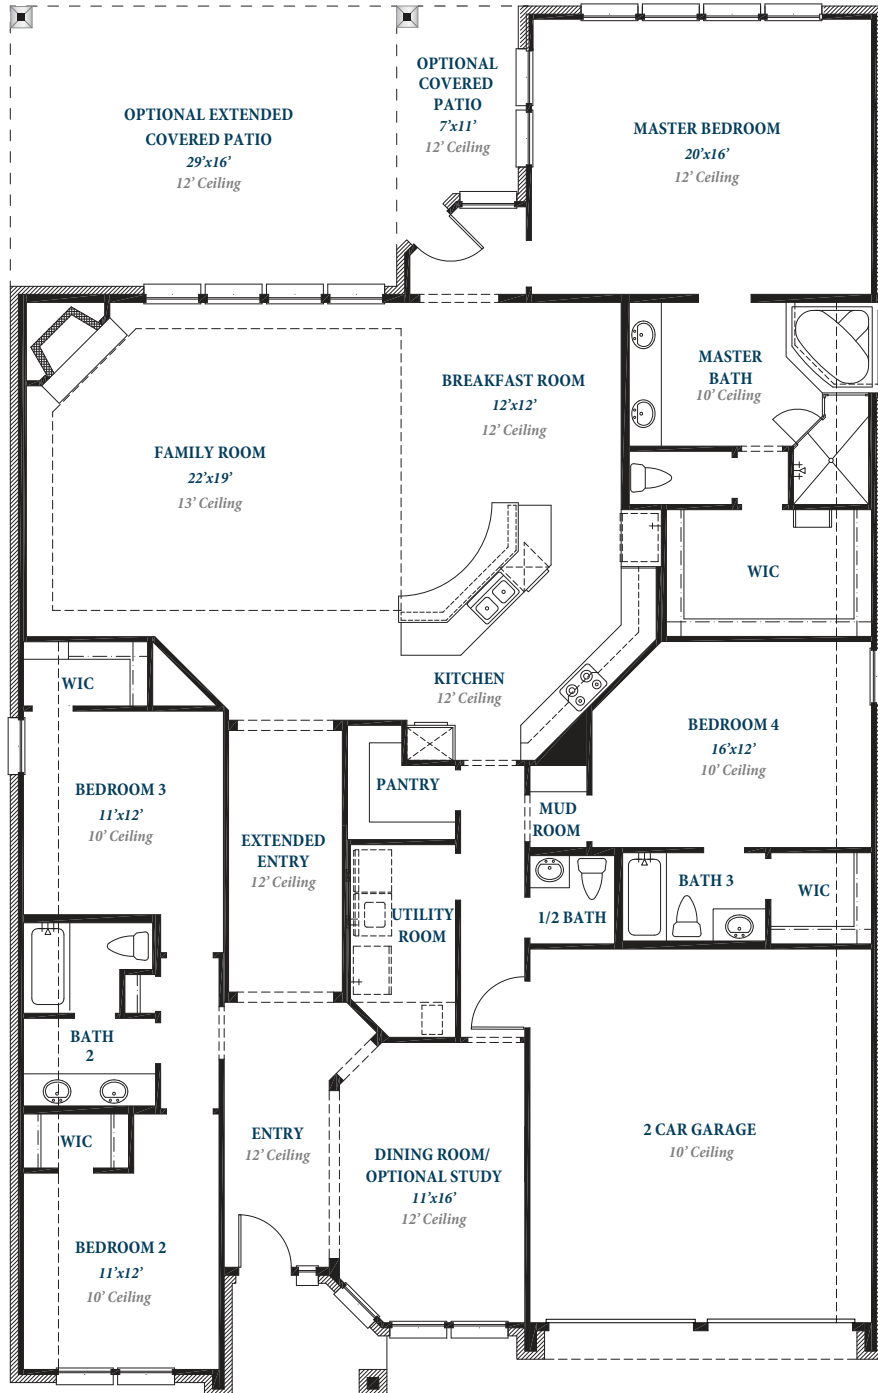 OPTIONAL EXTENDED
COVERED PATIO
29'x16'
12' Ceiling
OPTIONAL
COVERED
PATIO
7'x11'
12' Ceiling
MASTER BEDROOM
20'x16'
12' Ceiling
MASTER
BATH
10' Ceiling
BREAKFAST ROOM
12'x12'
12' Ceiling
FAMILY ROOM
22'x19'
13' Ceiling
WIC
KITCHEN
12' Ceiling
WIC
BEDROOM 4
16'x12'
10' Ceiling
BEDROOM 3
11'x12'
10' Ceiling
PANTRY
MUD
ROOM
EXTENDED
ENTRY
12' Ceiling
UTILITY
ROOM
1/2 BATH
BATH 3
WIC
BATH
2
WIC
ENTRY
12' Ceiling
DINING ROOM/
OPTIONAL STUDY
11'x16'
12' Ceiling
2 CAR GARAGE
10' Ceiling
BEDROOM 2
11'x12'
10' Ceiling